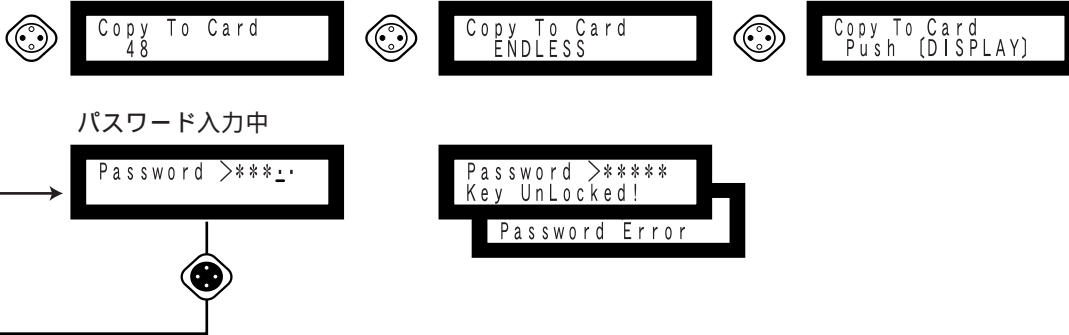 Copy To Card
48
Copy To Card
ENDLESS
Copy To Card
Push [DISPLAY]
パスワード入力中
Password >***_･
Password >*****
Key UnLocked!
Password Error